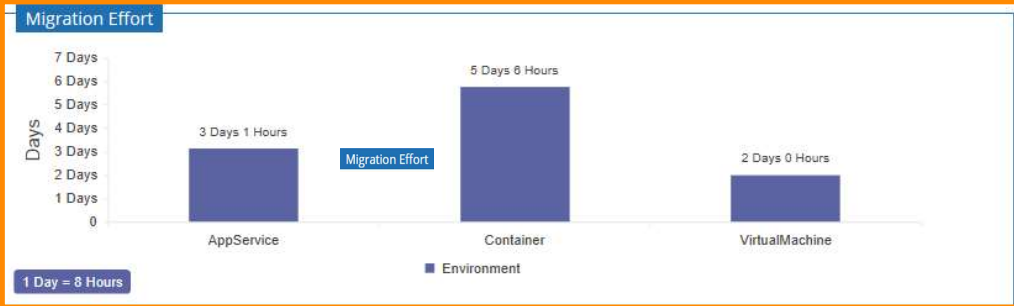 Migration Effort
7 Days
6 Days
5 Days
4 Days
3 Days
2 Days
1 Days
0
Days
3 Days 1 Hours
5 Days 6 Hours
2 Days 0 Hours
Migration Effort
AppService
Container
VirtualMachine
Environment
1 Day = 8 Hours